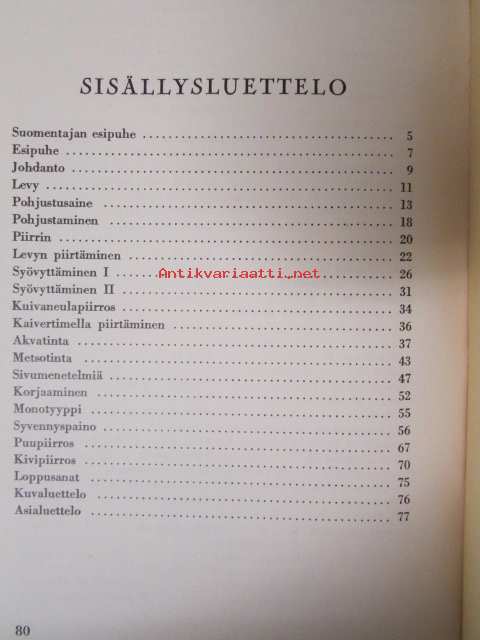 SISÄLLYSLUETTELO
Suomentajan esipuhe ........................................ 5
Esipuhe ........................................ 7
Johdanto ........................................ 9
Levy ........................................ 11
Pohjustusaine ........................................ 13
Pohjustaminen ........................................ 18
Piirrin ........................................ 20
Levyn piirtäminen ........................................ 22
Syövyttäminen I ........................................ 26
Antikvariaatti.net
Syövyttäminen II ........................................ 31
Kuivaneulapiirros ........................................ 34
Kaivertimella piirtäminen ........................................ 36
Akvatinta ........................................ 37
Metsotinta ........................................ 43
Sivumenetelmiä ........................................ 47
Korjaaminen ........................................ 52
Monotyyppi ........................................ 55
Syvennyspaino ........................................ 56
Puupiirros ........................................ 67
Kivipiirros ........................................ 70
Loppusanat ........................................ 75
Kuvaluettelo ........................................ 76
Asialuettelo ........................................ 77
80